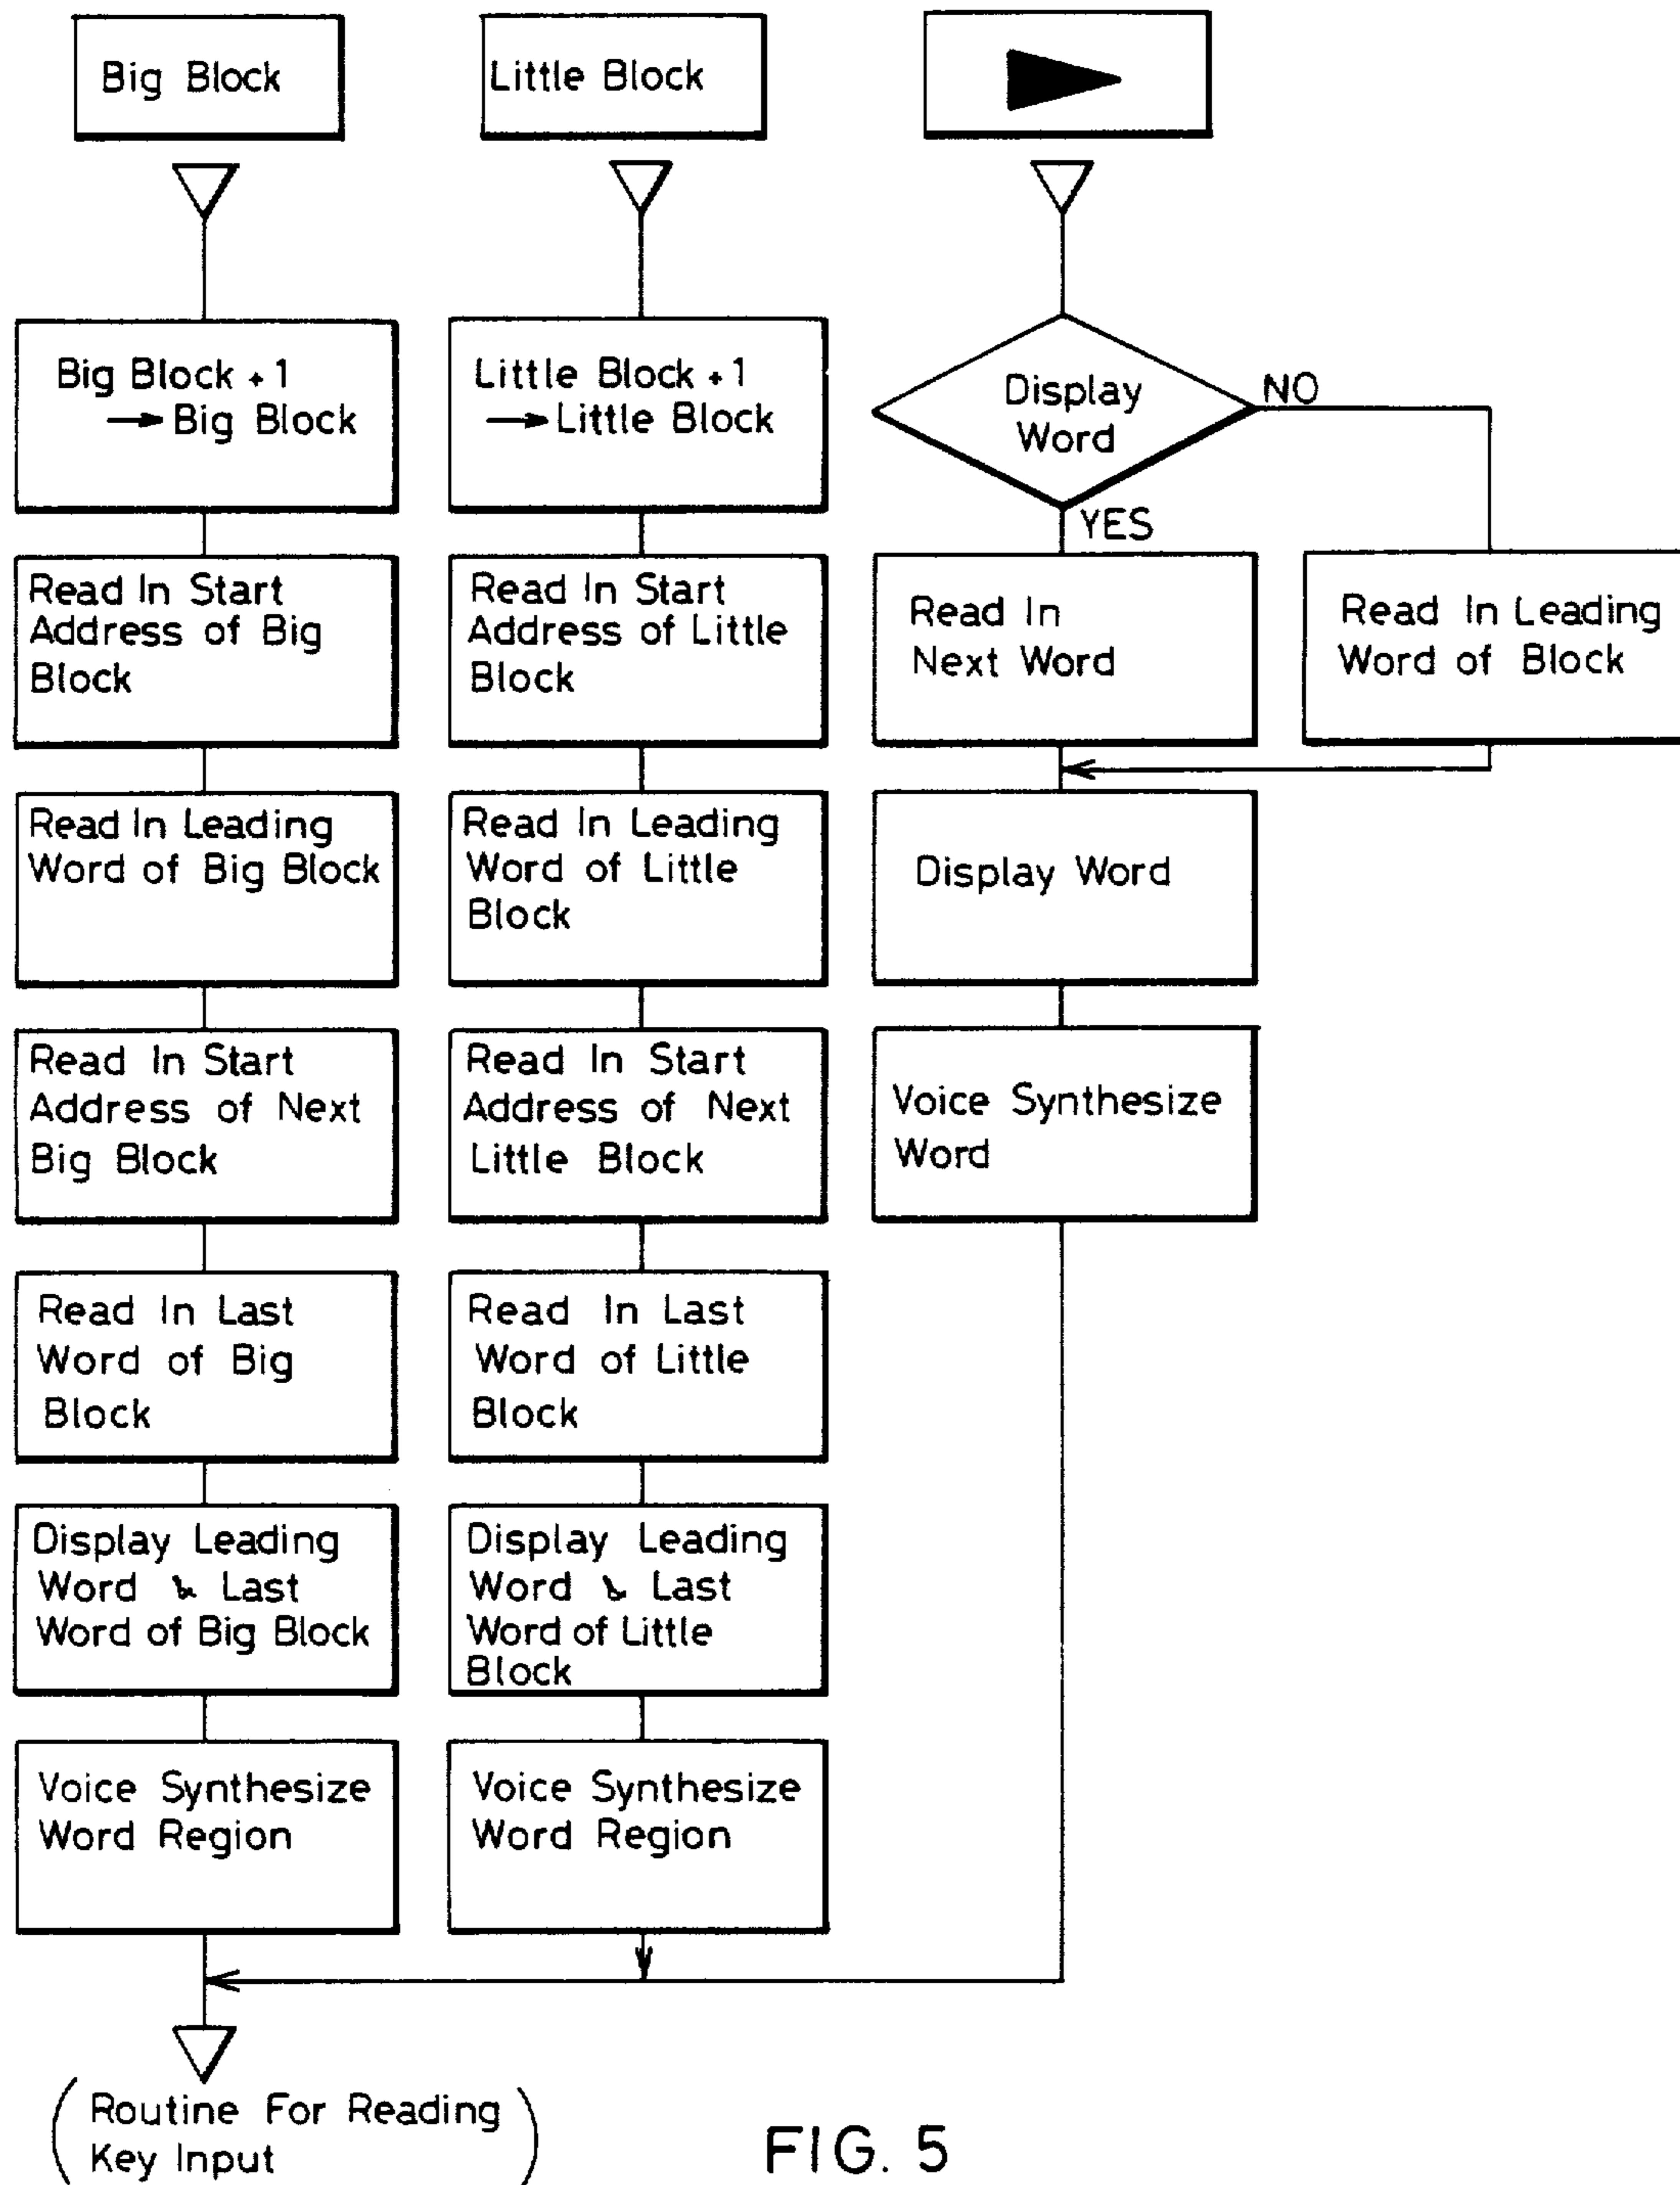 Big Block
Big Block + 1
→ Big Block
Read In Start
Address of Big
Block
Read In Leading
Word of Big Block
Read In Start
Address of Next
Big Block
Read In Last
Word of Big
Block
Display Leading
Word & Last
Word of Big Block
Voice Synthesize
Word Region
Little Block
Little Block + 1
→ Little Block
Read In Start
Address of Little
Block
Read In Leading
Word of Little
Block
Read In Start
Address of Next
Little Block
Read In Last
Word of Little
Block
Display Leading
Word & Last
Word of Little
Block
Voice Synthesize
Word Region
Display
Word
NO
YES
Read In
Next Word
Read In Leading
Word of Block
Display Word
Voice Synthesize
Word
(Routine For Reading
Key Input)
FIG. 5